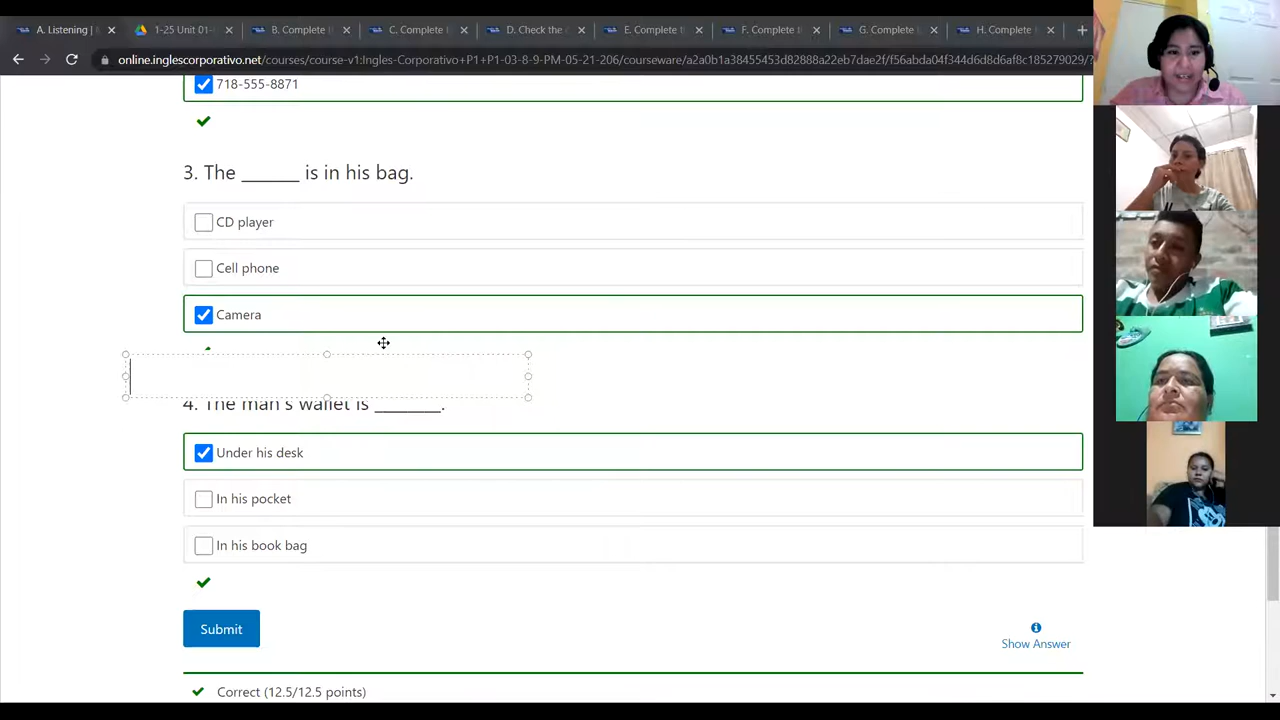 A. Listening |
1-25 Unit 01-
B. Complete t
C. Complete l
D. Check the
E. Complete t
F. Complete t
G. Complete
H. Complete
online.inglescorporativo.net/courses/course-v1:Ingles-Corporativo+P1+P1-03-8-9-PM-05-21-206/courseware/a2a0b1a38455453d82888a22eb7dae2f/f56abda04f344d6d8d6af8c185279029/?
718-555-8871
3. The _______ is in his bag.
CD player
Cell phone
Camera
4. The man's wallet is ________.
Under his desk
In his pocket
In his book bag
Submit
Show Answer
Correct (12.5/12.5 points)